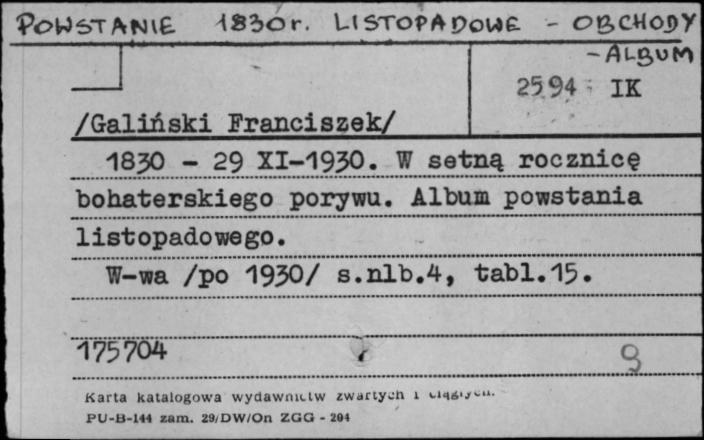 POWSTANIE 1830r. LISTOPADOWE - OBCHODY
- ALBUM
2594 IK
/Galiński Franciszek/
1830 - 29 XI-1930. W setną rocznicę
bohaterskiego porywu. Album powstania
listopadowego.
W-wa /po 1930/ s.nlb.4, tabl.15.
175704
Karta katalogowa wydawnictw zwartych i ciągłych.
PU-B-144 zam. 29/DW/On ZGG - 204